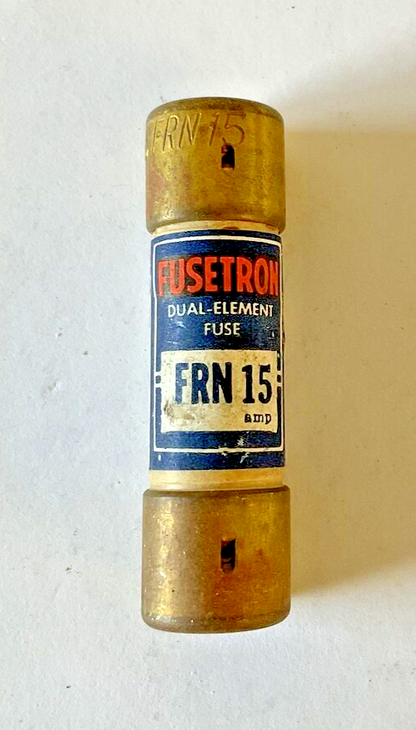 FRN 15
FUSETRON
DUAL-ELEMENT
FUSE
FRN 15
amp